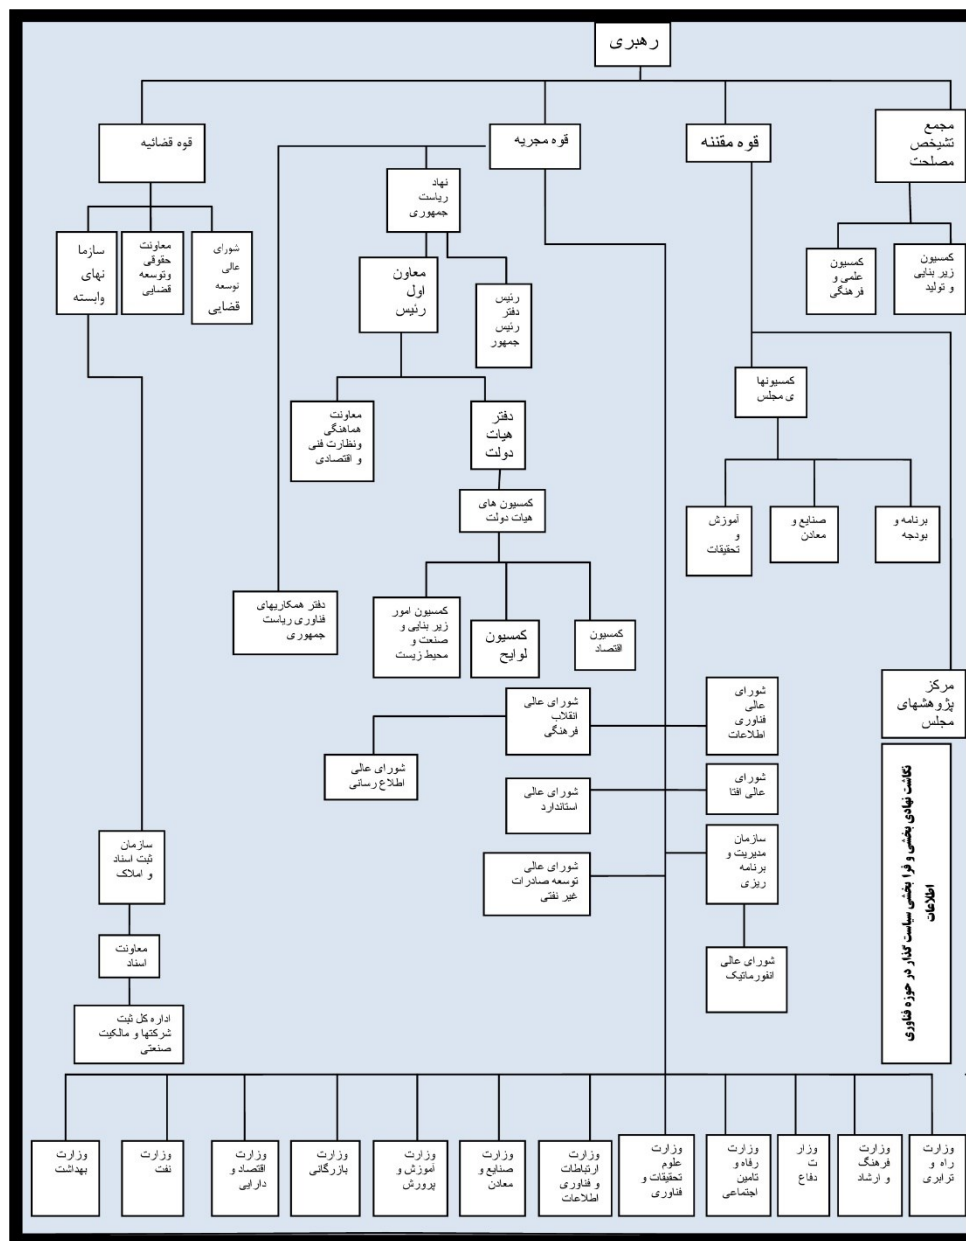 رهبری
مجمع
تشیخص
مصلحت
قوه مقننه
قوه مجریه
قوه قضائیه
نهاد
ریاست
جمهوری
کمسیون
زیر بنایی
و تولید
کمسیون
علمی و
فرهنگی
معاون
اول
رئیس
رئیس
دفتر
رئیس
جمهور
شورای
عالی
توسعه
قضایی
معاونت
حقوقی
وتوسعه
قضایی
سازما
نهای
وابسته
کمسیونها
ی مجلس
دفتر
هیات
دولت
معاونت
هماهنگی
ونظارت فنی
و اقتصادی
کمسیون های
هیات دولت
برنامه و
بودجه
صنایع و
معادن
آموزش
و
تحقیقات
کمسیون
اقتصاد
کمسیون
لوایح
کمسیون امور
زیر بنایی و
صنعت و
محیط زیست
دفتر همکاریهای
فناوری ریاست
جمهوری
مرکز
پژوهشهای
مجلس
شورای
عالی
فناوری
اطلاعات
شورای عالی
انقلاب
فرهنگی
شورای عالی
اطلاع رسانی
شورای
عالی افتا
شورای عالی
استاندارد
سازمان
مدیریت و
برنامه
ریزی
شورای عالی
توسعه صادرات
غیر نفتی
شورای عالی
انفورماتیک
سازمان
ثبت اسناد
و املاک
معاونت
اسناد
اداره کل ثبت
شرکتها و مالکیت
صنعتی
نگاشت نهادی بخشی و فرا بخشی سیاست گذار در حوزه فناوری
اطلاعات
وزارت
راه و
ترابری
وزارت
فرهنگ
و ارشاد
وزار
ت
دفاع
وزارت
رفاه و
تامین
اجتماعی
وزارت
علوم
تحقیقات و
فناوری
وزارت
ارتباطات
و فناوری
اطلاعات
وزارت
صنایع و
معادن
وزارت
آموزش و
پرورش
وزارت
بازرگانی
وزارت
اقتصاد و
دارایی
وزارت
نفت
وزارت
بهداشت